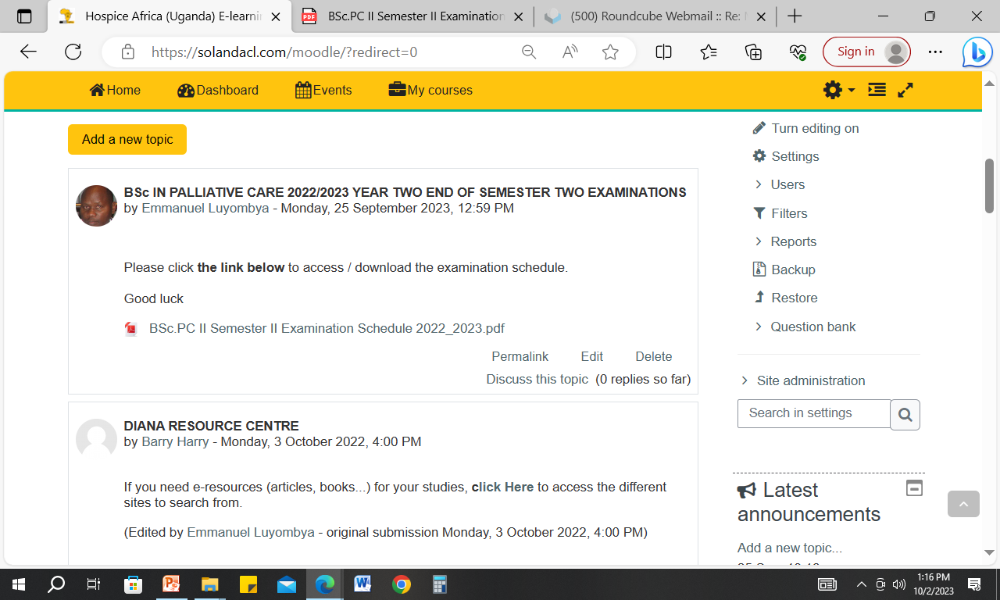 Hospice Africa (Uganda) E-learni
BSc.PC II Semester II Examination
(500) Roundcube Webmail :: Re:
https://solandacl.com/moodle/?redirect=0
Sign in
Home
Dashboard
Events
My courses
Add a new topic
BSc IN PALLIATIVE CARE 2022/2023 YEAR TWO END OF SEMESTER TWO EXAMINATIONS
by Emmanuel Luyombya - Monday, 25 September 2023, 12:59 PM
Please click the link below to access / download the examination schedule.
Good luck
BSc.PC II Semester II Examination Schedule 2022_2023.pdf
Permalink
Edit
Delete
Discuss this topic (0 replies so far)
DIANA RESOURCE CENTRE
by Barry Harry - Monday, 3 October 2022, 4:00 PM
If you need e-resources (articles, books...) for your studies, click Here to access the different
sites to search from.
(Edited by Emmanuel Luyombya - original submission Monday, 3 October 2022, 4:00 PM)
Turn editing on
Settings
Users
Filters
Reports
Backup
Restore
Question bank
Site administration
Search in settings
Latest
announcements
Add a new topic...
1:16 PM
10/2/2023